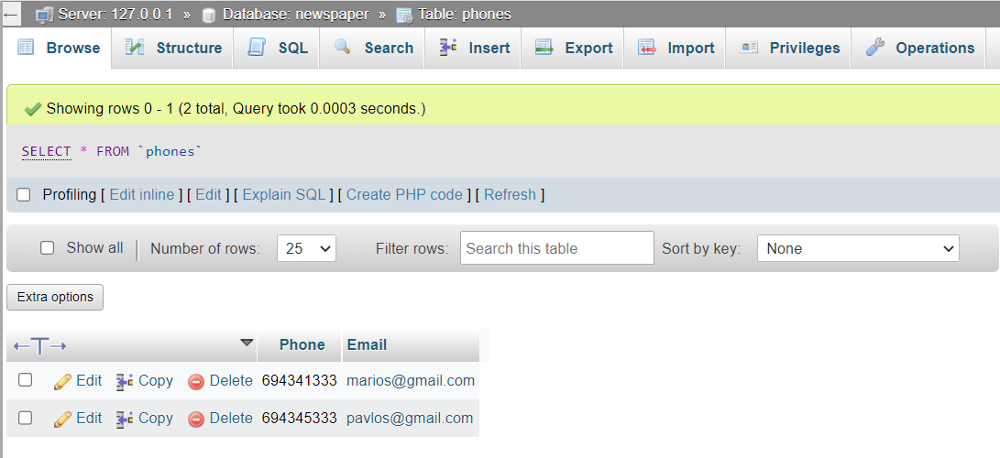 ← Server: 127.0.0.1 » Database: newspaper » Table: phones
Browse Structure SQL Search Insert Export Import Privileges Operations
Showing rows 0 - 1 (2 total, Query took 0.0003 seconds.)
SELECT * FROM `phones`
Profiling [ Edit inline ] [ Edit ] [ Explain SQL ] [ Create PHP code ] [ Refresh ]
Show all Number of rows: 25 Filter rows: Search this table Sort by key: None
Extra options
←T→ Phone Email
Edit Copy Delete 694341333 marios@gmail.com
Edit Copy Delete 694345333 pavlos@gmail.com